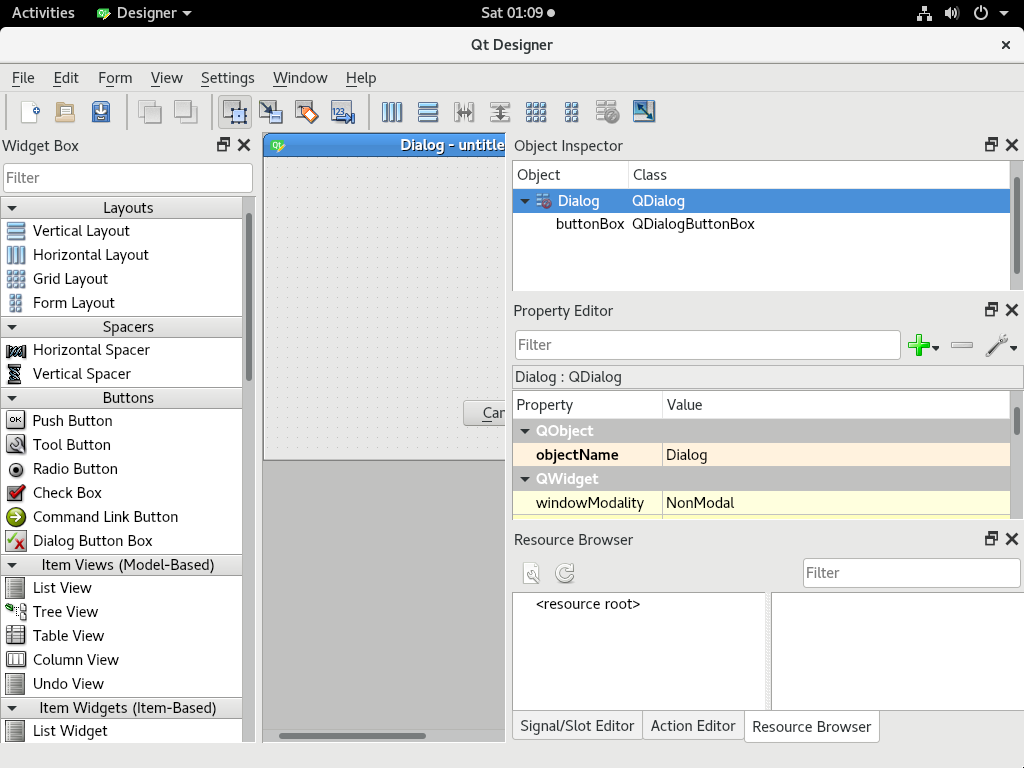 Activities Designer Sat 01:09
Qt Designer
File Edit Form View Settings Window Help
123
Widget Box
Filter
Layouts
Vertical Layout
Horizontal Layout
Grid Layout
Form Layout
Spacers
Horizontal Spacer
Vertical Spacer
Buttons
OK Push Button
Tool Button
Radio Button
Check Box
Command Link Button
Dialog Button Box
Item Views (Model-Based)
List View
Tree View
Table View
Column View
Undo View
Item Widgets (Item-Based)
List Widget
Qt Dialog - untitle
Can
Object Inspector
Object Class
Dialog QDialog
buttonBox QDialogButtonBox
Property Editor
Filter
Dialog : QDialog
Property Value
QObject
objectName Dialog
QWidget
windowModality NonModal
Resource Browser
Filter
<resource root>
Signal/Slot Editor Action Editor Resource Browser